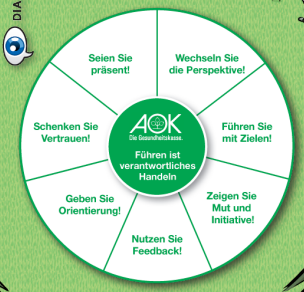 DIA
Seien Sie
präsent!
Wechseln Sie
die Perspektive!
Führen Sie
mit Zielen!
Zeigen Sie
Mut und
Initiative!
Nutzen Sie
Feedback!
Geben Sie
Orientierung!
Schenken Sie
Vertrauen!
AOK
Die Gesundheitskasse.
Führen ist
verantwortliches
Handeln